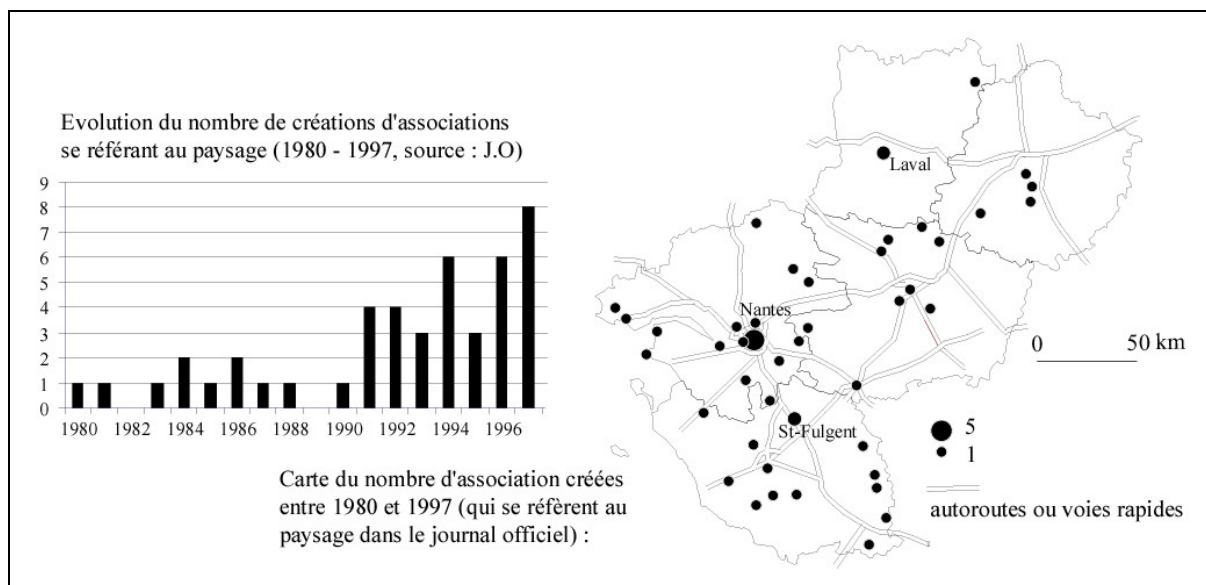 Evolution du nombre de créations d'associations
se référant au paysage (1980 - 1997, source : J.O)
9
8
7
6
5
4
3
2
1
0
1980 1982 1984 1986 1988 1990 1992 1994 1996
Carte du nombre d'association créées
entre 1980 et 1997 (qui se réfèrent au
paysage dans le journal officiel) :
Laval
Nantes
St-Fulgent
0 50 km
5
1
autoroutes ou voies rapides